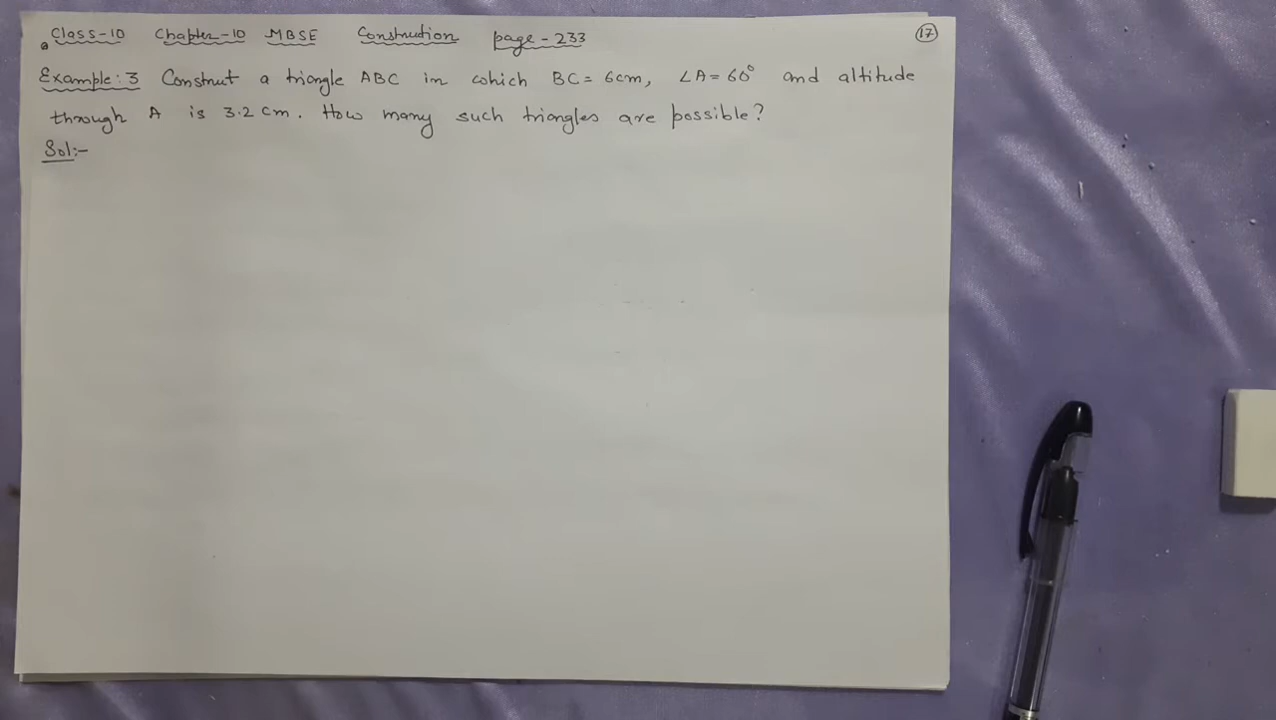 Class-10 Chapter-10 MBSE Construction page-233 17
Example: 3 Construct a triangle ABC in which BC = 6cm, ∠A = 60° and altitude
through A is 3.2 cm. How many such triangles are possible?
Sol:-